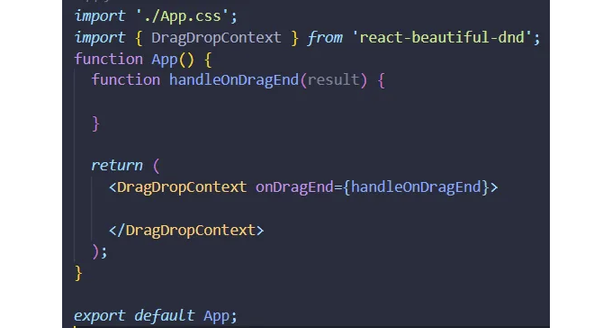 import './App.css';
import { DragDropContext } from 'react-beautiful-dnd';
function App() {
  function handleOnDragEnd(result) {

  }

  return (
    <DragDropContext onDragEnd={handleOnDragEnd}>

    </DragDropContext>
  );
}

export default App;